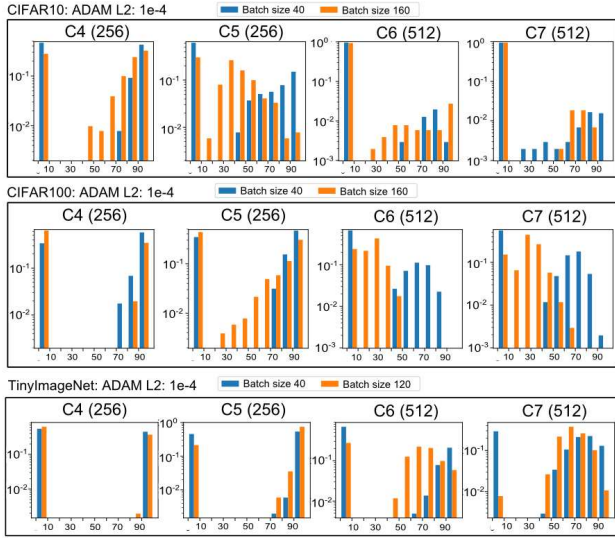 CIFAR10: ADAM L2: 1e-4 Batch size 40 Batch size 160
C4 (256) C5 (256) C6 (512) C7 (512)
10⁻¹ 10⁻¹ 10⁰ 10⁰
10⁻¹ 10⁻¹
10⁻² 10⁻² 10⁻² 10⁻²
10⁻³ 10⁻³
10 30 50 70 90 10 30 50 70 90 10 30 50 70 90 10 30 50 70 90
CIFAR100: ADAM L2: 1e-4 Batch size 40 Batch size 160
C4 (256) C5 (256) C6 (512) C7 (512)
10⁻¹ 10⁻¹ 10⁻¹ 10⁻¹
10⁻² 10⁻² 10⁻² 10⁻²
10⁻³ 10⁻³
10 30 50 70 90 10 30 50 70 90 10 30 50 70 90 10 30 50 70 90
TinyImageNet: ADAM L2: 1e-4 Batch size 40 Batch size 120
C4 (256) C5 (256) C6 (512) C7 (512)
10⁰
10⁻¹ 10⁻¹ 10⁻¹ 10⁻¹
10⁻² 10⁻² 10⁻² 10⁻²
10 30 50 70 90 10 30 50 70 90 10 30 50 70 90 10 30 50 70 90